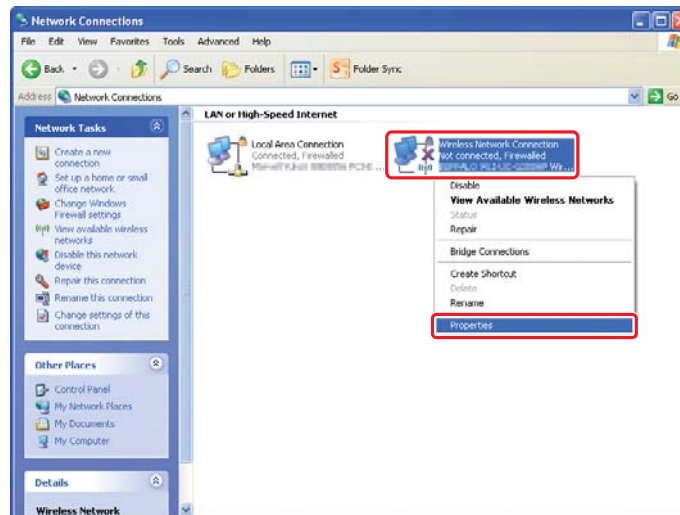 Network Connections
File Edit View Favorites Tools Advanced Help
Back Search Folders Folder Sync
Address Network Connections Go
LAN or High-Speed Internet
Local Area Connection
Connected, Firewalled
Wireless Network Connection
Not connected, Firewalled
Wir...
Disable
View Available Wireless Networks
Status
Repair
Bridge Connections
Create Shortcut
Delete
Rename
Properties
Network Tasks
Create a new
connection
Set up a home or small
office network
Change Windows
Firewall settings
View available wireless
networks
Disable this network
device
Repair this connection
Rename this connection
Change settings of this
connection
Other Places
Control Panel
My Network Places
My Documents
My Computer
Details
Wireless Network